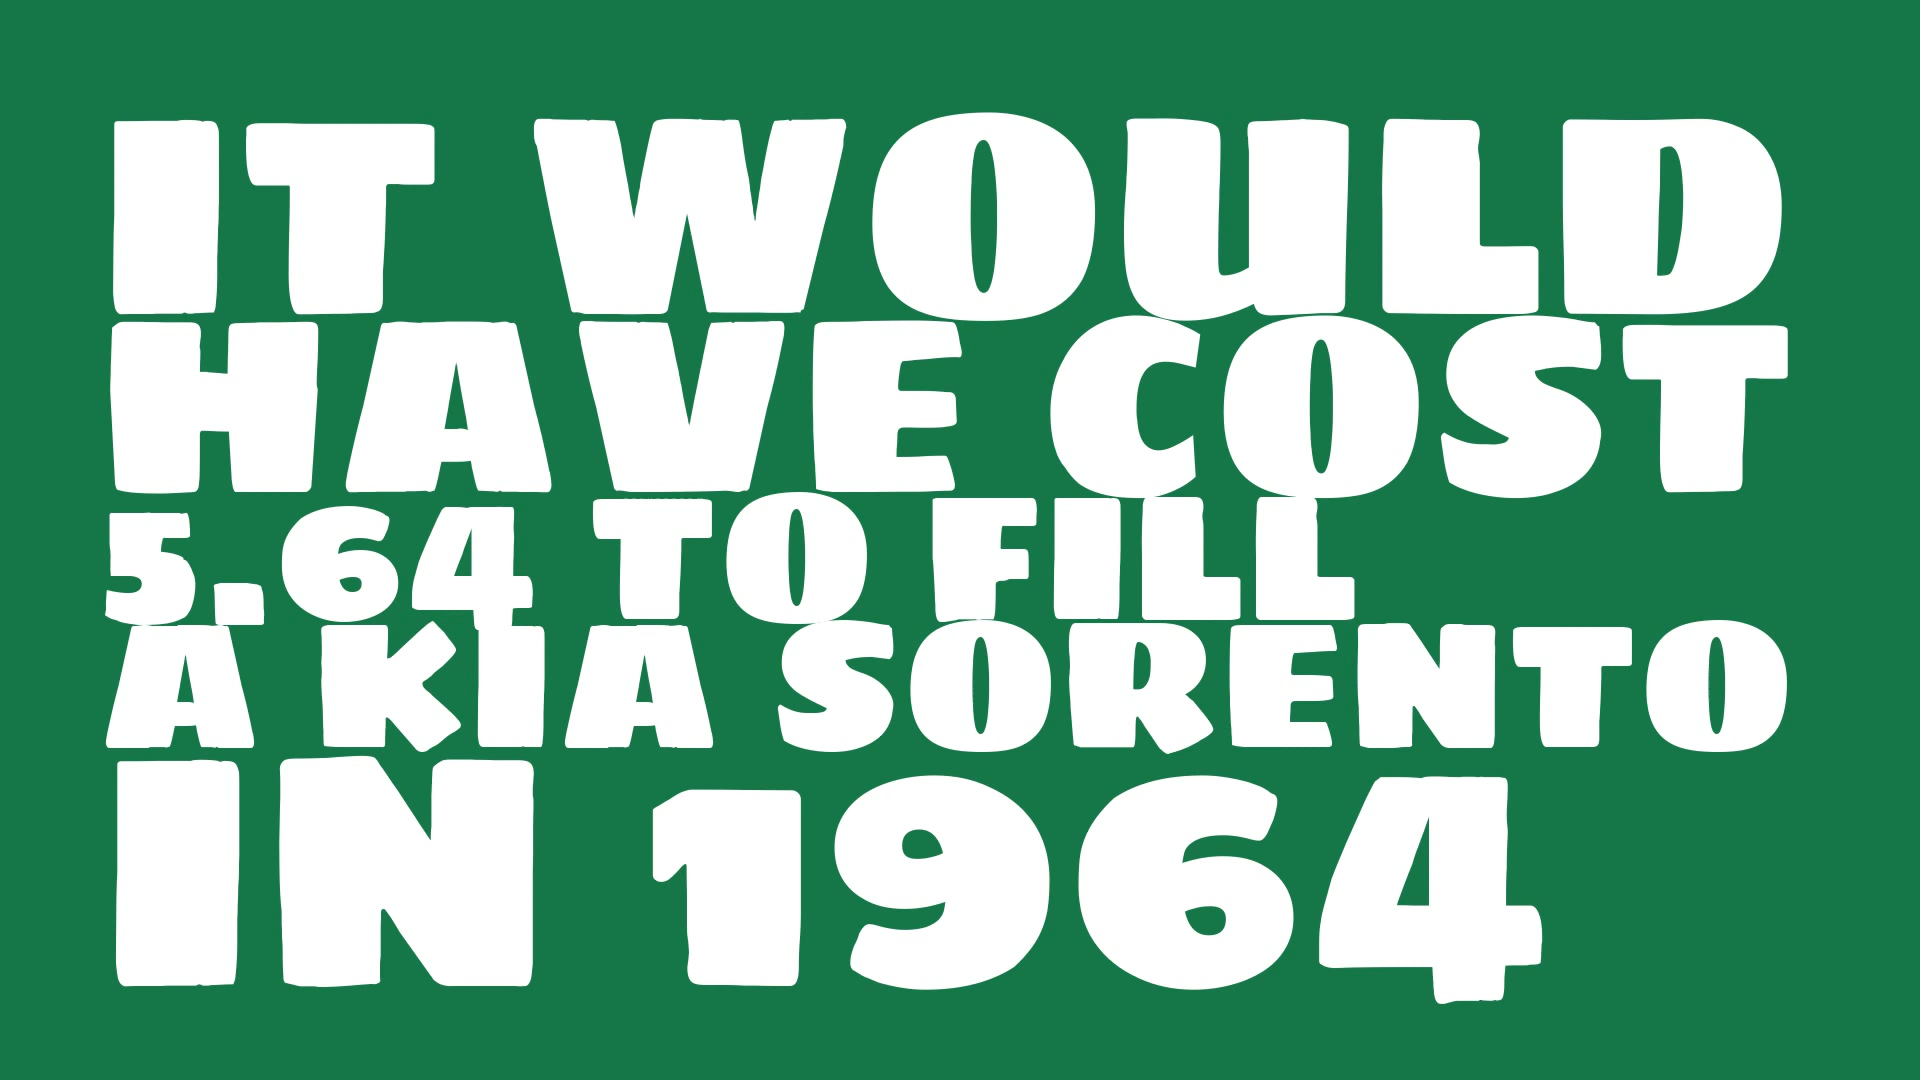 IT WOULD
HAVE COST
5.64 TO FILL
A KIA SORENTO
IN 1964